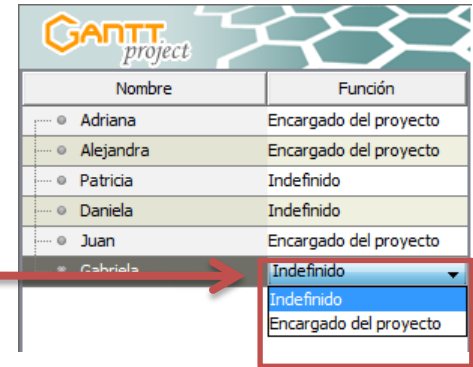 GANTT
project
Nombre Función
Adriana Encargado del proyecto
Alejandra Encargado del proyecto
Patricia Indefinido
Daniela Indefinido
Juan Encargado del proyecto
Gabriela Indefinido
Indefinido
Encargado del proyecto